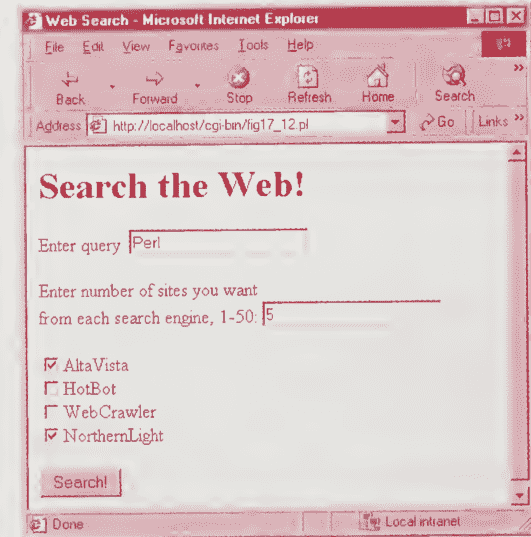 Web Search - Microsoft Internet Explorer
File Edit View Favorites Tools Help
Back Forward Stop Refresh Home Search »
Address http://localhost/cgi-bin/fig17_12.pl Go Links »
Search the Web!
Enter query Perl
Enter number of sites you want
from each search engine, 1-50: 5
AltaVista
HotBot
WebCrawler
NorthernLight
Search!
Done Local intranet